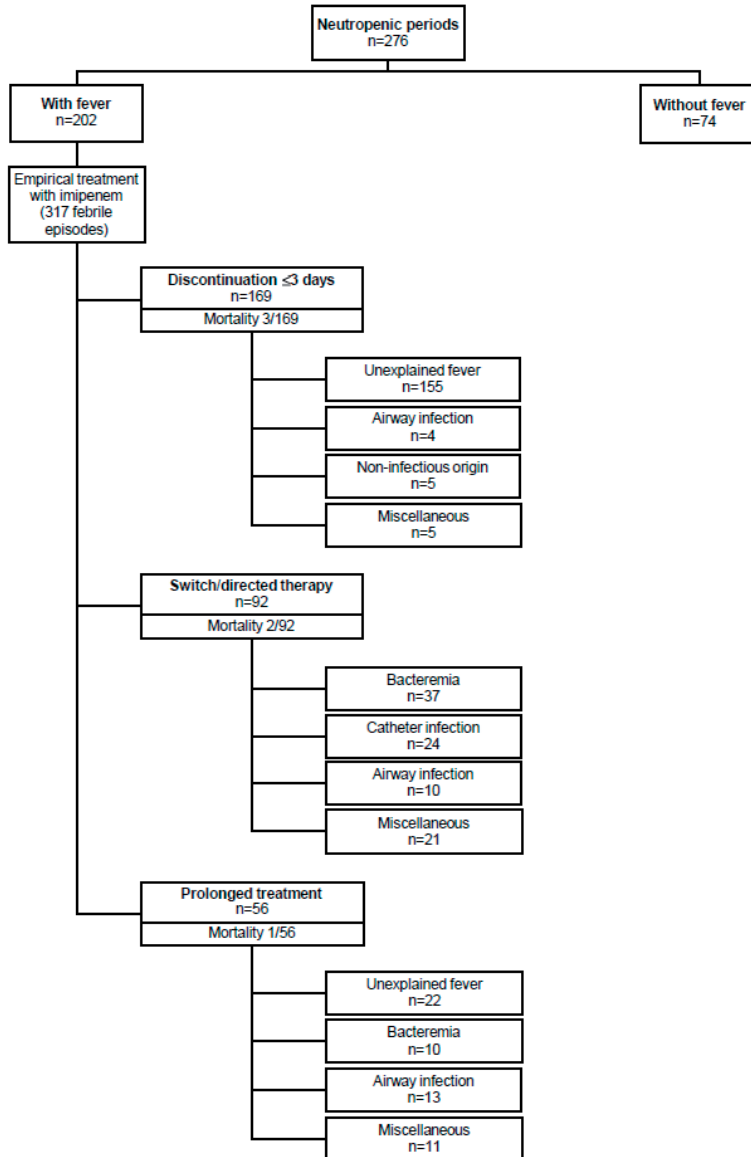 Neutropenic periods
n=276
With fever
n=202
Without fever
n=74
Empirical treatment
with imipenem
(317 febrile
episodes)
Discontinuation ≤3 days
n=169
Mortality 3/169
Unexplained fever
n=155
Airway infection
n=4
Non-infectious origin
n=5
Miscellaneous
n=5
Switch/directed therapy
n=92
Mortality 2/92
Bacteremia
n=37
Catheter infection
n=24
Airway infection
n=10
Miscellaneous
n=21
Prolonged treatment
n=56
Mortality 1/56
Unexplained fever
n=22
Bacteremia
n=10
Airway infection
n=13
Miscellaneous
n=11